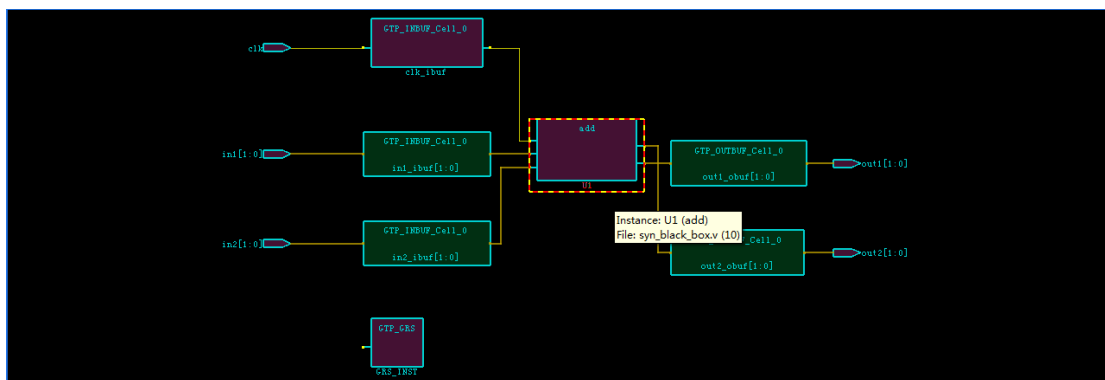 GTP_INBUF_Cell_0
clk
clk_ibuf
add
GTP_INBUF_Cell_0
in1[1:0]
in1_ibuf[1:0]
U1
GTP_OUTBUF_Cell_0
out1[1:0]
out1_obuf[1:0]
Instance: U1 (add)
File: syn_black_box.v (10)
GTP_INBUF_Cell_0
in2[1:0]
in2_ibuf[1:0]
BUF_Cell_0
out2[1:0]
out2_obuf[1:0]
GTP_GRS
GRS_INST